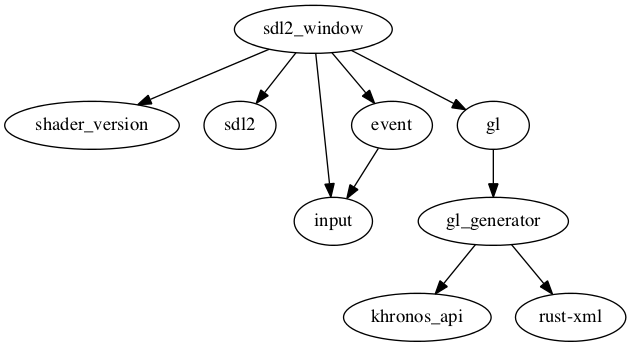 sdl2_window
shader_version
sdl2
event
gl
input
gl_generator
khronos_api
rust-xml